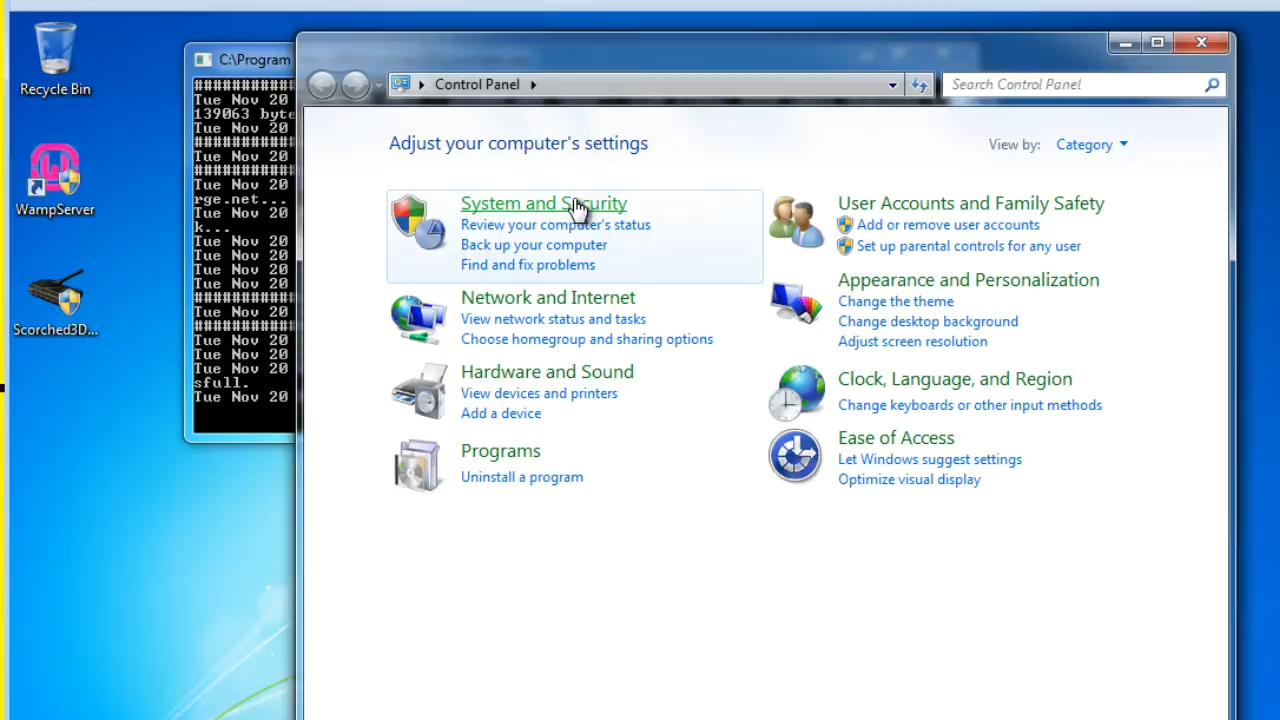 Recycle Bin
WampServer
Scorched3D...
C:\Program
############
Tue Nov 20
139063 byte
Tue Nov 20
############
Tue Nov 20
############
Tue Nov 20
rge.net...
Tue Nov 20
k...
Tue Nov 20
Tue Nov 20
Tue Nov 20
############
Tue Nov 20
############
Tue Nov 20
Tue Nov 20
Tue Nov 20
sfull.
Tue Nov 20
Control Panel
Search Control Panel
Adjust your computer's settings
View by: Category
System and Security
Review your computer's status
Back up your computer
Find and fix problems
Network and Internet
View network status and tasks
Choose homegroup and sharing options
Hardware and Sound
View devices and printers
Add a device
Programs
Uninstall a program
User Accounts and Family Safety
Add or remove user accounts
Set up parental controls for any user
Appearance and Personalization
Change the theme
Change desktop background
Adjust screen resolution
Clock, Language, and Region
Change keyboards or other input methods
Ease of Access
Let Windows suggest settings
Optimize visual display